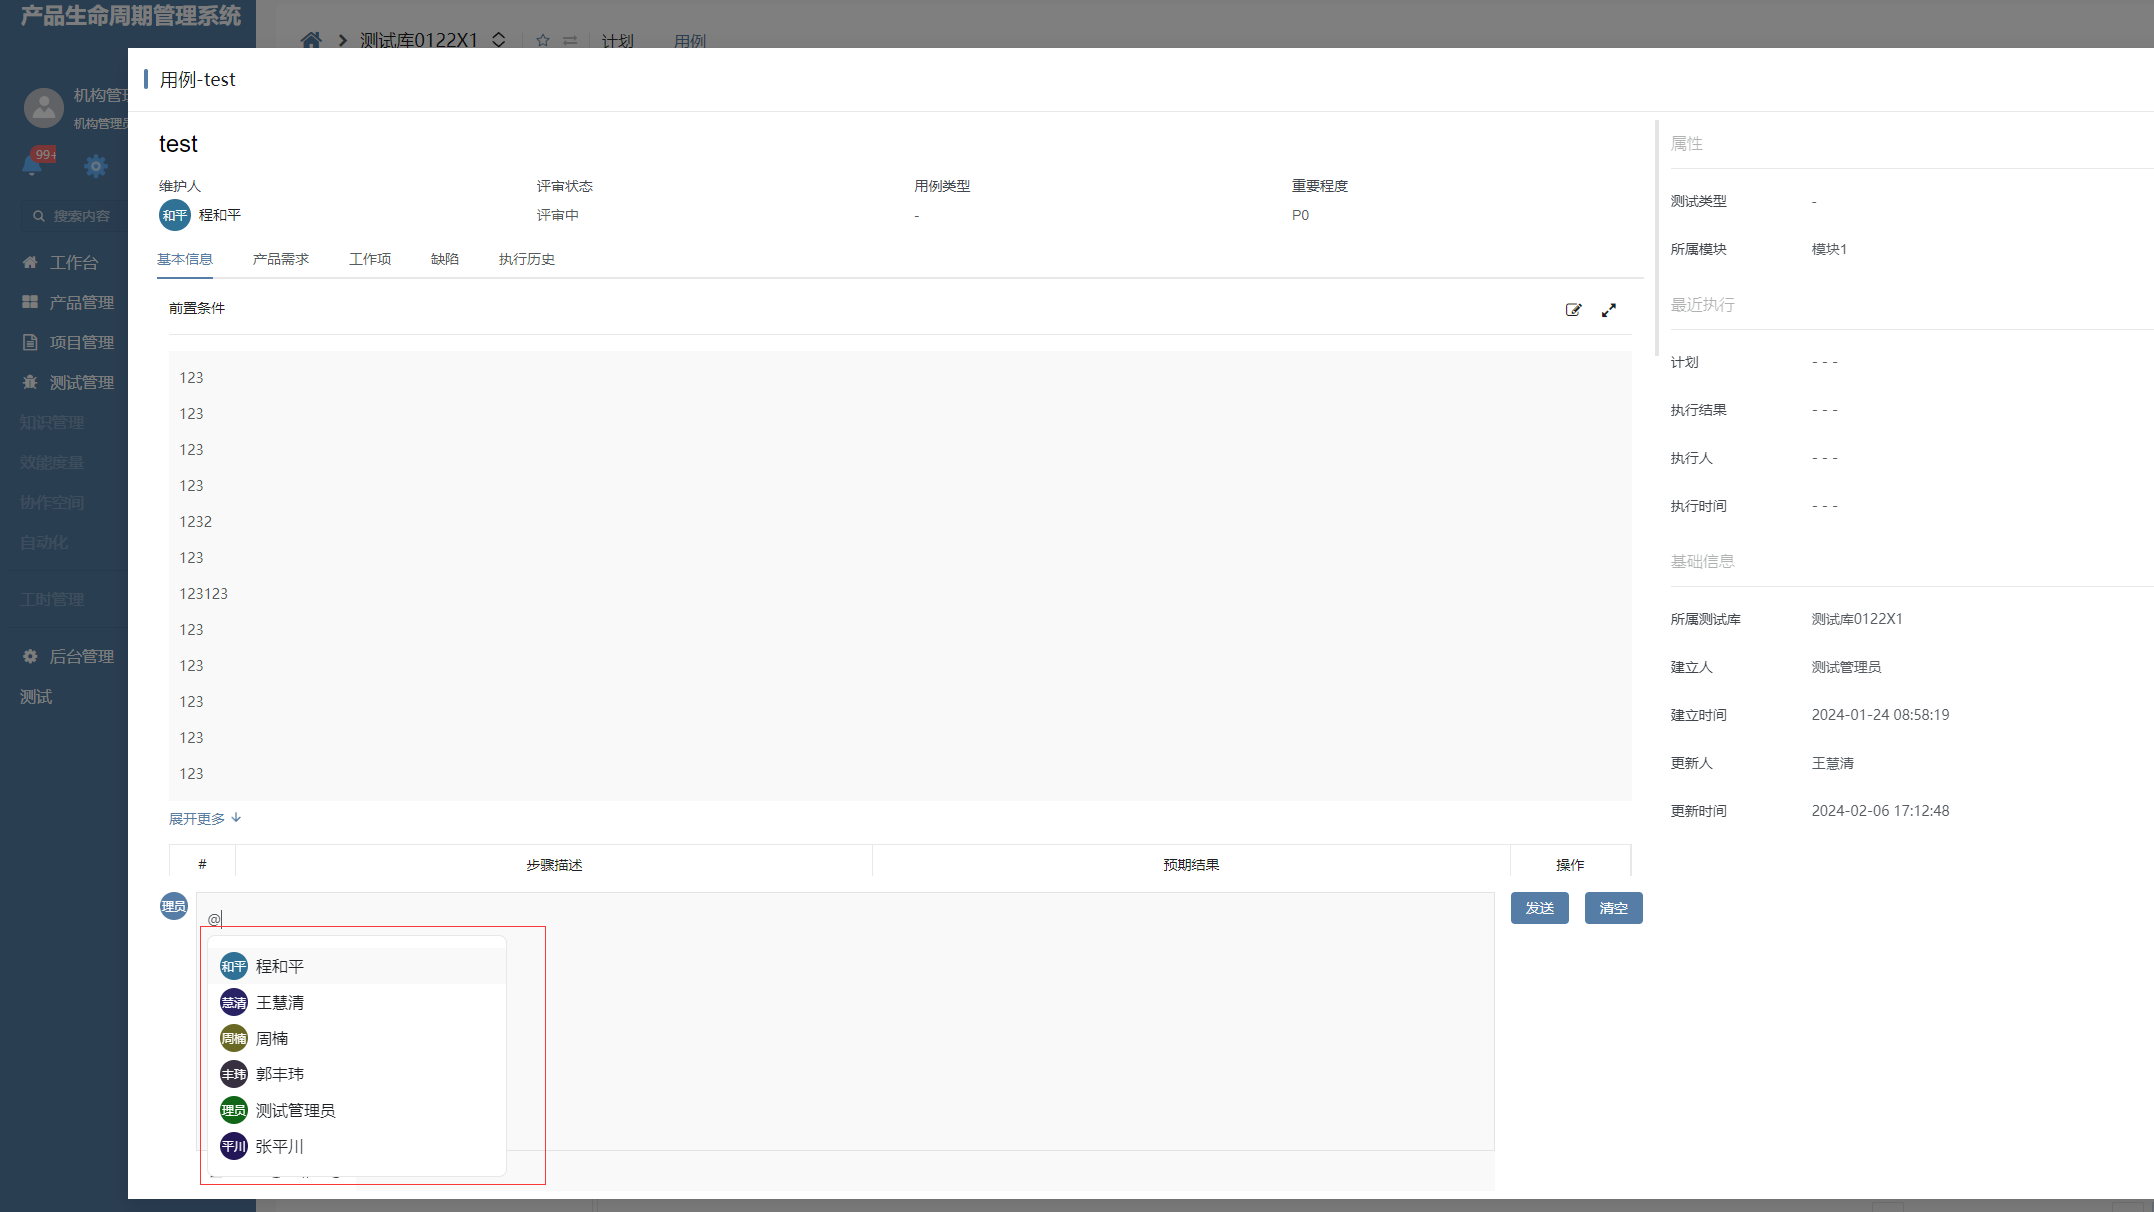 产品生命周期管理系统
测试库0122X1
计划
用例
机构管理
机构管理员
99+
搜索内容
工作台
产品管理
项目管理
测试管理
知识管理
效能度量
协作空间
自动化
工时管理
后台管理
测试
用例-test
test
维护人
评审状态
用例类型
重要程度
和平
程和平
评审中
-
P0
基本信息
产品需求
工作项
缺陷
执行历史
前置条件
123
123
123
123
1232
123
123123
123
123
123
123
123
展开更多
#
步骤描述
预期结果
操作
理员
@
发送
清空
和平 程和平
慧清 王慧清
周楠 周楠
丰玮 郭丰玮
理员 测试管理员
平川 张平川
属性
测试类型 -
所属模块 模块1
最近执行
计划 - - -
执行结果 - - -
执行人 - - -
执行时间 - - -
基础信息
所属测试库 测试库0122X1
建立人 测试管理员
建立时间 2024-01-24 08:58:19
更新人 王慧清
更新时间 2024-02-06 17:12:48